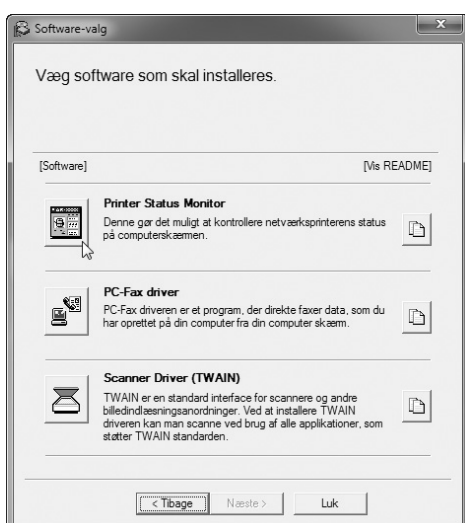 Software-valg
Væg software som skal installeres.
[Software] [Vis README]
Printer Status Monitor
Denne gør det muligt at kontrollere netværksprinterens status
på computerskærmen.
PC-Fax driver
PC-Fax driveren er et program, der direkte faxer data, som du
har oprettet på din computer fra din computer skærm.
Scanner Driver (TWAIN)
TWAIN er en standard interface for scannere og andre
billedindlæsningsanordninger. Ved at installere TWAIN
driveren kan man scanne ved brug af alle applikationer, som
støtter TWAIN standarden.
< Tibage Næste > Luk